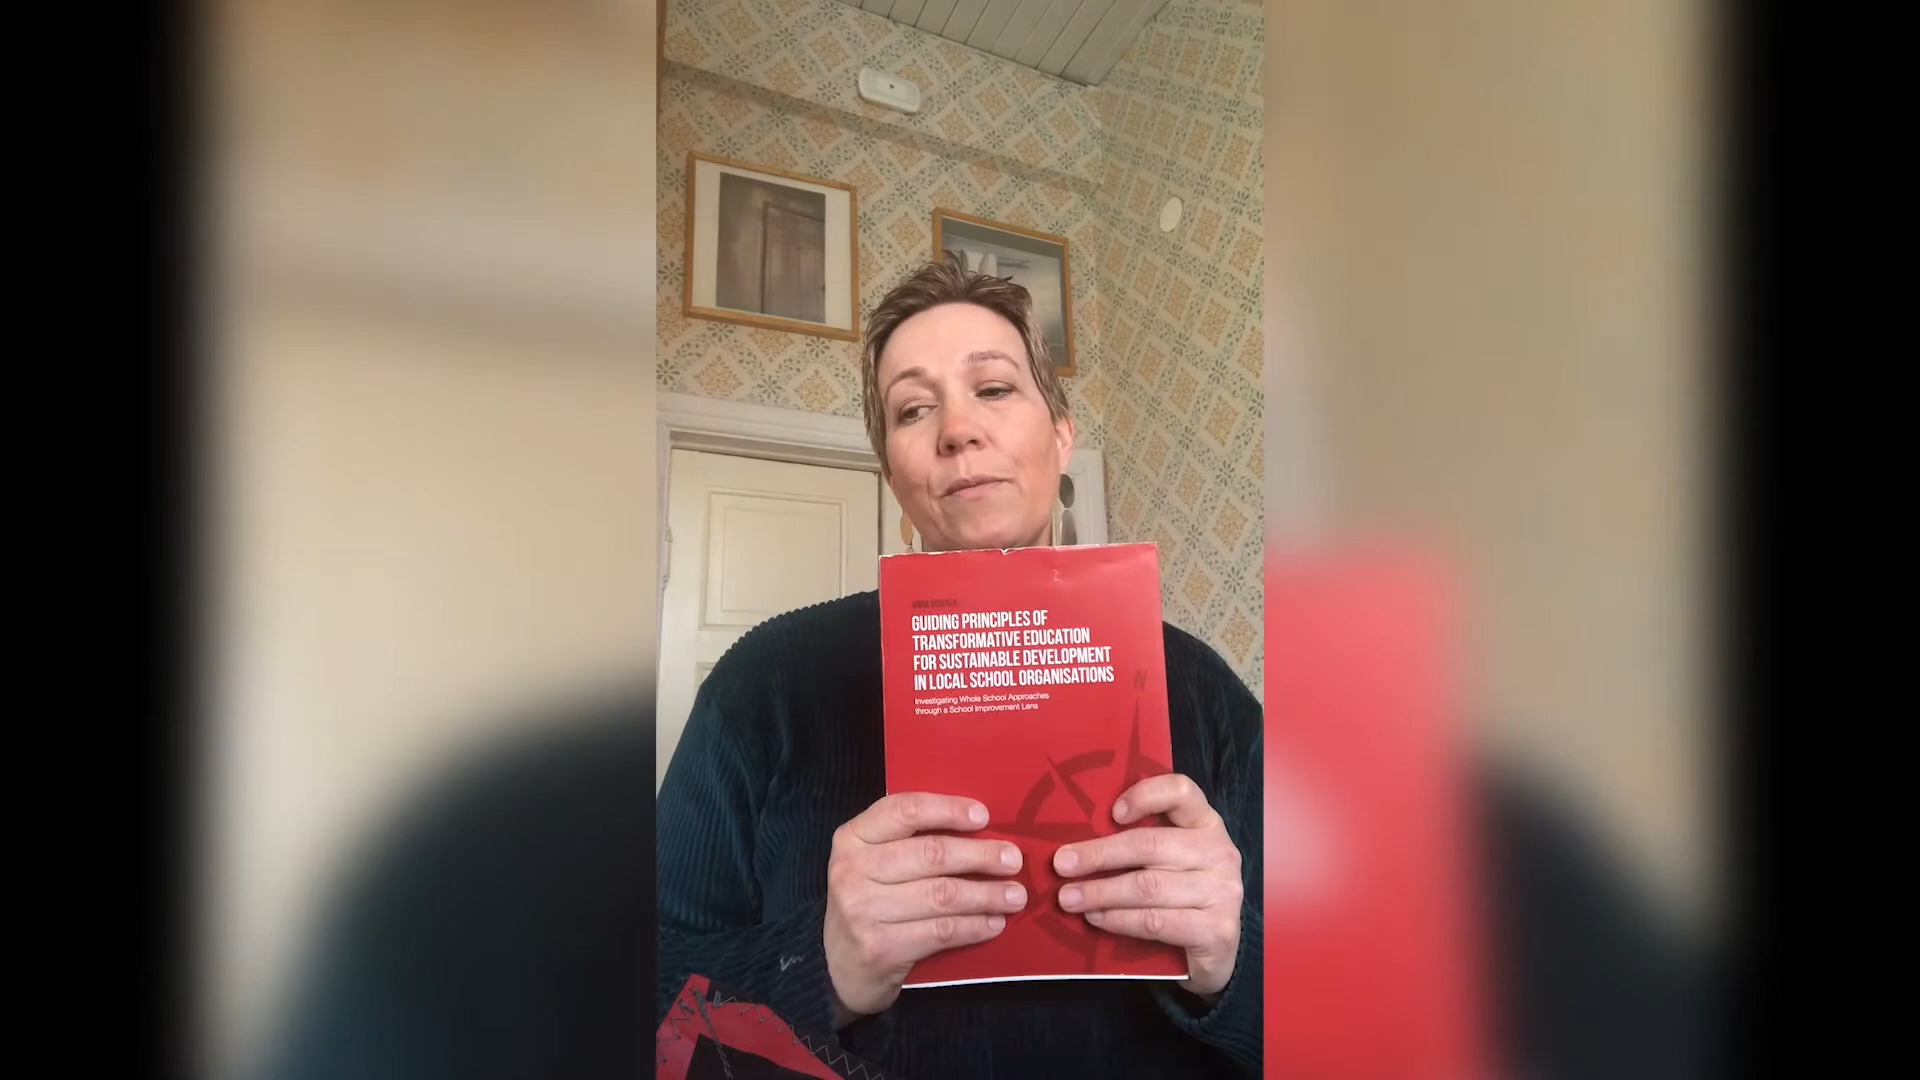 GUIDING PRINCIPLES OF
TRANSFORMATIVE EDUCATION
FOR SUSTAINABLE DEVELOPMENT
IN LOCAL SCHOOL ORGANISATIONS
Investigating Whole School Approaches
through a School Improvement Lens
N